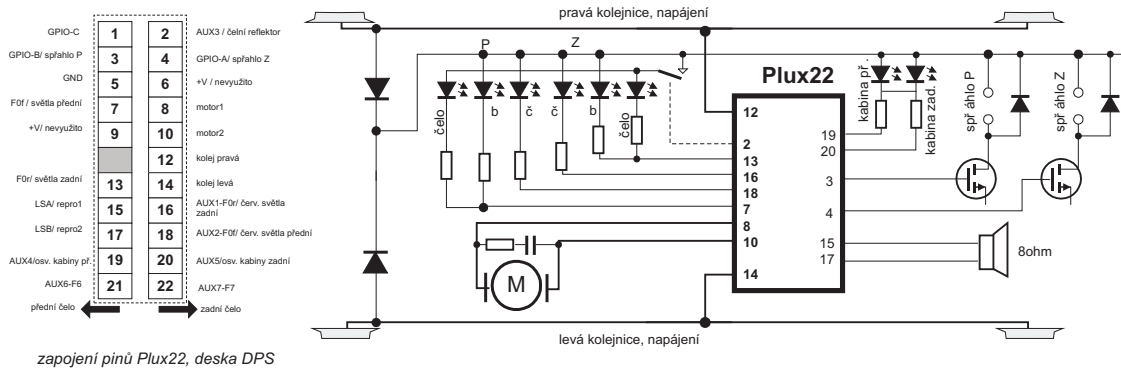 GPIO-C 1 2 AUX3 / čelní reflektor
GPIO-B/ spřáhlo P 3 4 GPIO-A/ spřáhlo Z
GND 5 6 +V / nevyužito
F0f / světla přední 7 8 motor1
+V/ nevyužito 9 10 motor2
12 kolej pravá
F0r/ světla zadní 13 14 kolej levá
LSA/ repro1 15 16 AUX1-F0r/ červ. světla
zadní
LSB/ repro2 17 18 AUX2-F0f/ červ. světla přední
AUX4/osv. kabiny př. 19 20 AUX5/osv. kabiny zadní
AUX6-F6 21 22 AUX7-F7
přední čelo
zadní čelo
zapojení pinů Plux22, deska DPS
pravá kolejnice, napájení
P
Z
čelo
b
č
č
b
čelo
Plux22
12
2
13
16
18
7
8
10
14
19
20
3
4
15
17
kabina př .
kabina zad.
spř áhlo P
spř áhlo Z
M
8ohm
levá kolejnice, napájení